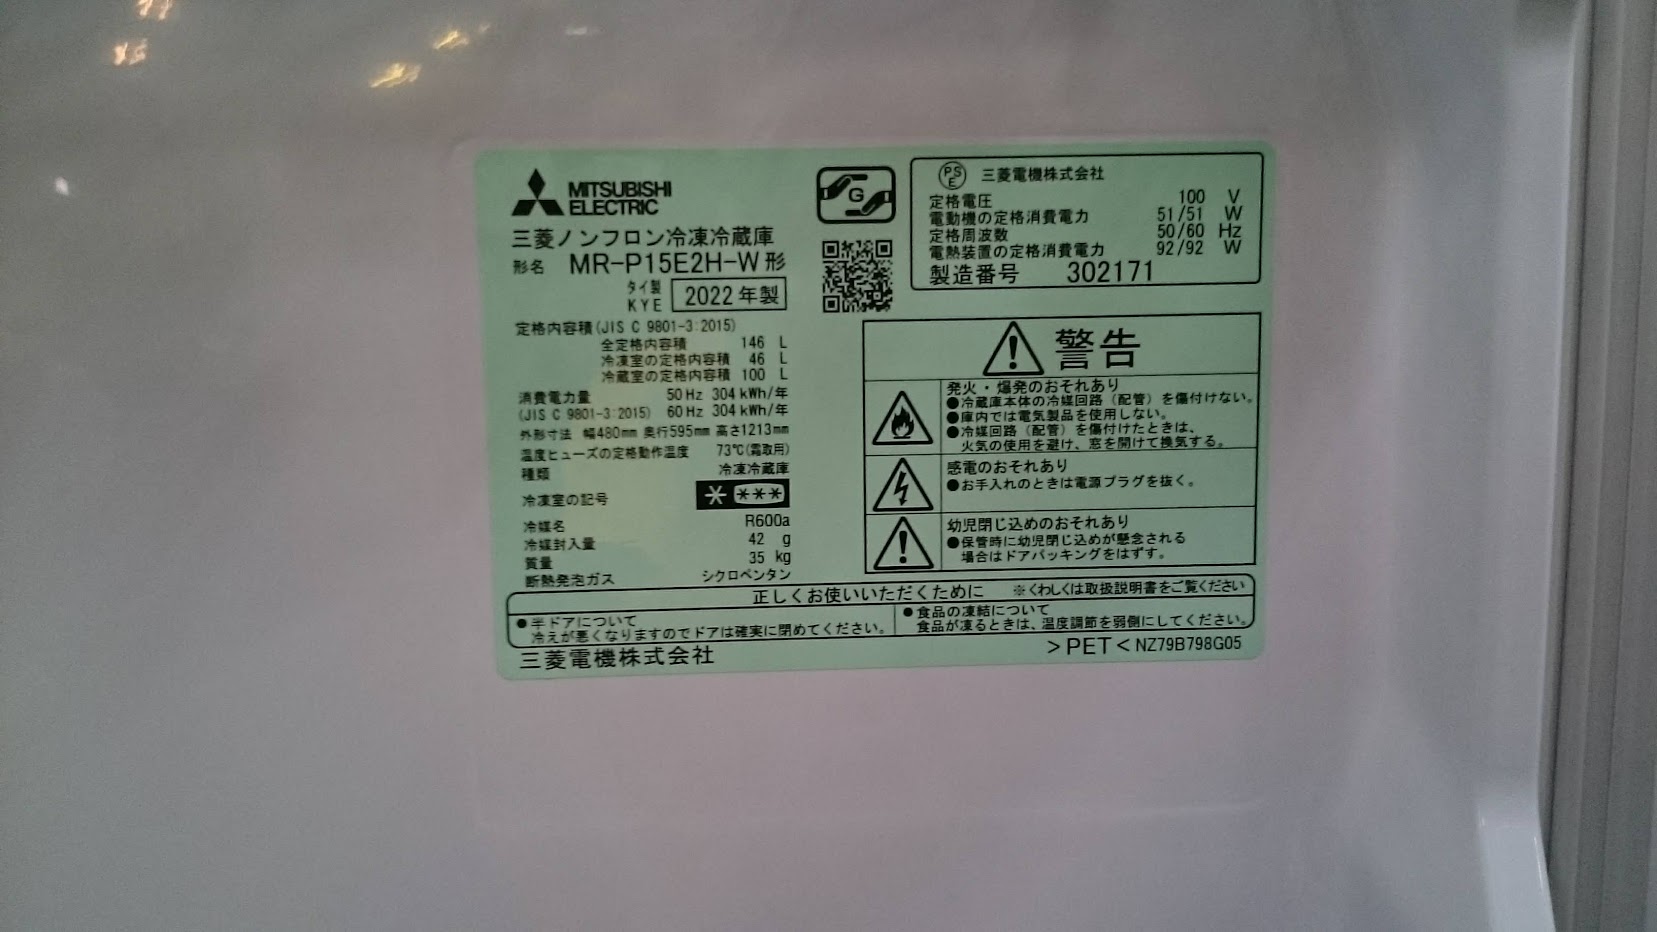 MITSUBISHI
ELECTRIC
三菱ノンフロン冷凍冷蔵庫
形名 MR-P15E2H-W 形
タイ製
KYE 2022年製
定格内容積(JIS C 9801-3:2015)
全定格内容積 146 L
冷凍室の定格内容積 46 L
冷蔵室の定格内容積 100 L
消費電力量 50Hz 304 kWh/年
(JIS C 9801-3:2015) 60Hz 304 kWh/年
外形寸法 幅480mm 奥行595mm 高さ1213mm
温度ヒューズの定格動作温度 73℃(霜取用)
種類 冷凍冷蔵庫
冷凍室の記号 * ***
冷媒名 R600a
冷媒封入量 42 g
質量 35 kg
断熱発泡ガス シクロペンタン
G
PSE 三菱電機株式会社
定格電圧 100 V
電動機の定格消費電力 51/51 W
定格周波数 50/60 Hz
電熱装置の定格消費電力 92/92 W
製造番号 302171
警告
発火・爆発のおそれあり
●冷蔵庫本体の冷媒回路(配管)を傷付けない。
●庫内では電気製品を使用しない。
●冷媒回路(配管)を傷付けたときは、
火気の使用を避け、窓を開けて換気する。
感電のおそれあり
●お手入れのときは電源プラグを抜く。
幼児閉じ込めのおそれあり
●保管時に幼児閉じ込めが懸念される
場合はドアパッキングをはずす。
正しくお使いいただくために ※くわしくは取扱説明書をご覧ください
●半ドアについて
冷えが悪くなりますのでドアは確実に閉めてください。
●食品の凍結について
食品が凍るときは、温度調節を弱側にしてください。
三菱電機株式会社
>PET< NZ79B798G05